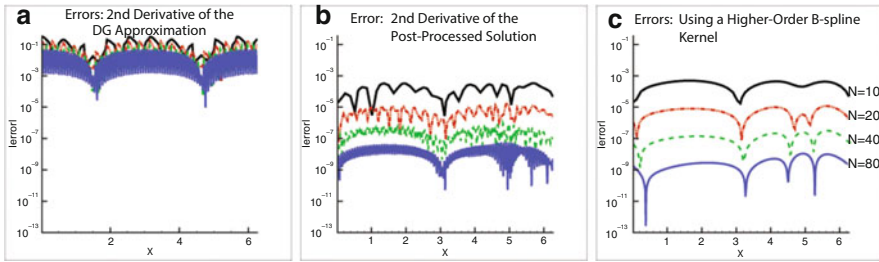 a Errors: 2nd Derivative of the
DG Approximation
10⁻¹
10⁻³
10⁻⁵
10⁻⁷
10⁻⁹
10⁻¹¹
10⁻¹³
|error|
2
4
6
X
b Error: 2nd Derivative of the
Post-Processed Solution
10⁻¹
10⁻³
10⁻⁵
10⁻⁷
10⁻⁹
10⁻¹¹
10⁻¹³
|error|
1
2
3
4
5
6
X
c Errors: Using a Higher-Order B-spline
Kernel
10⁻¹
10⁻³
10⁻⁵
10⁻⁷
10⁻⁹
10⁻¹¹
10⁻¹³
|error|
N=10
N=20
N=40
N=80
1
2
3
4
5
6
X